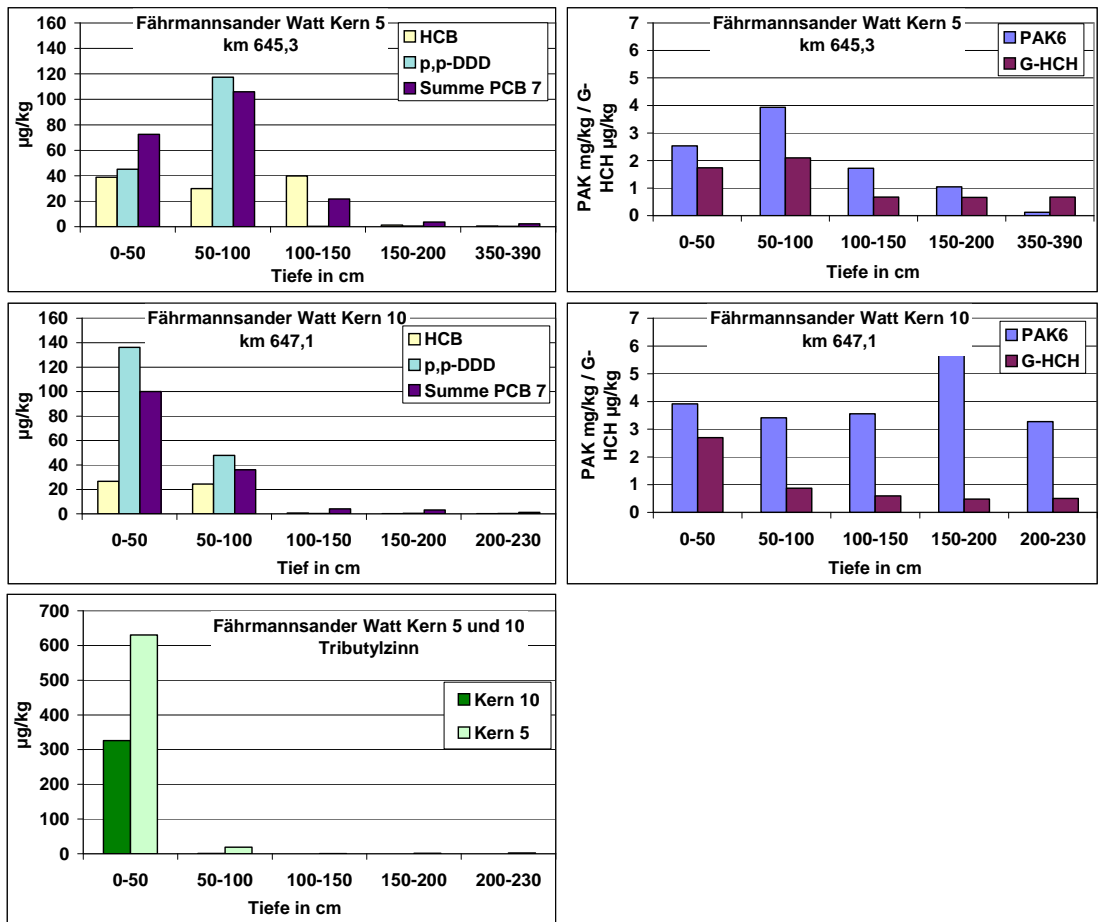 Fährmannsander Watt Kern 5
km 645,3
HCB
p,p-DDD
Summe PCB 7
µg/kg
160
140
120
100
80
60
40
20
0
0-50 50-100 100-150 150-200 350-390
Tiefe in cm
Fährmannsander Watt Kern 5
km 645,3
PAK6
G-HCH
PAK mg/kg / G-
HCH µg/kg
7
6
5
4
3
2
1
0
0-50 50-100 100-150 150-200 350-390
Tiefe in cm
Fährmannsander Watt Kern 10
km 647,1
HCB
p,p-DDD
Summe PCB 7
µg/kg
160
140
120
100
80
60
40
20
0
0-50 50-100 100-150 150-200 200-230
Tief in cm
Fährmannsander Watt Kern 10
km 647,1
PAK6
G-HCH
PAK mg/kg / G-
HCH µg/kg
7
6
5
4
3
2
1
0
0-50 50-100 100-150 150-200 200-230
Tiefe in cm
Fährmannsander Watt Kern 5 und 10
Tributylzinn
Kern 10
Kern 5
µg/kg
700
600
500
400
300
200
100
0
0-50 50-100 100-150 150-200 200-230
Tiefe in cm